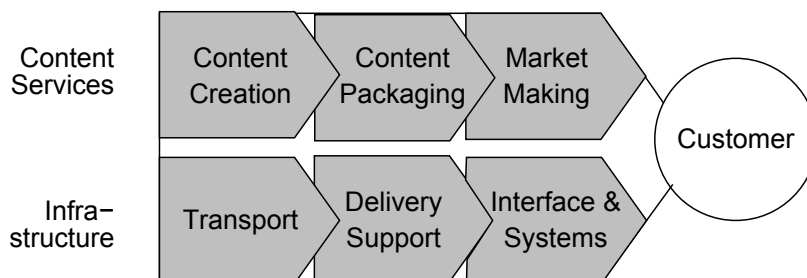 Content
Services
Content
Creation
Content
Packaging
Market
Making
Customer
Infra−
structure
Transport
Delivery
Support
Interface &
Systems